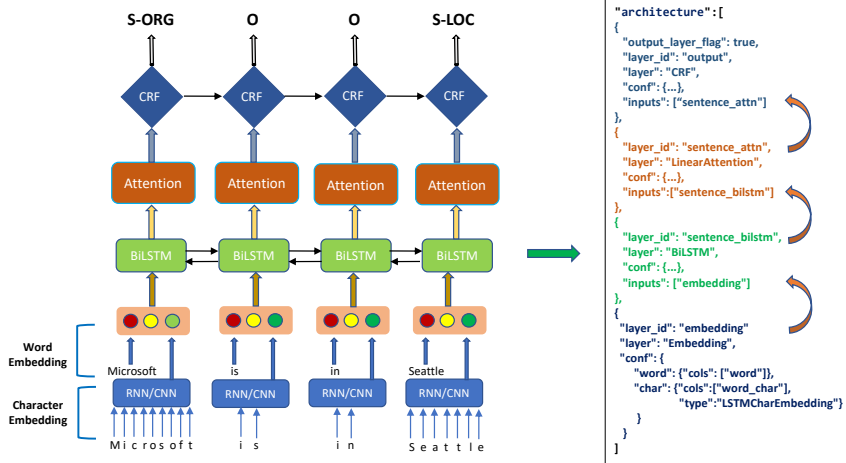 S-ORG O O S-LOC
CRF CRF CRF CRF
Attention Attention Attention Attention
BiLSTM BiLSTM BiLSTM BiLSTM
Word
Embedding
Microsoft is in Seattle
RNN/CNN RNN/CNN RNN/CNN RNN/CNN
Character
Embedding
M i c r o s o f t i s i n S e a t t l e
"architecture":[
{
"output_layer_flag": true,
"layer_id": "output",
"layer": "CRF",
"conf": {...},
"inputs": [“sentence_attn"]
},
{
"layer_id": "sentence_attn",
"layer": "LinearAttention",
"conf": {...},
"inputs":["sentence_bilstm"]
},
{
"layer_id": "sentence_bilstm",
"layer": "BiLSTM",
"conf": {...},
"inputs": ["embedding"]
},
{
"layer_id": "embedding"
"layer": "Embedding",
"conf": {
"word": {"cols": ["word"]},
"char": {"cols":["word_char"],
"type":"LSTMCharEmbedding"}
}
}
]